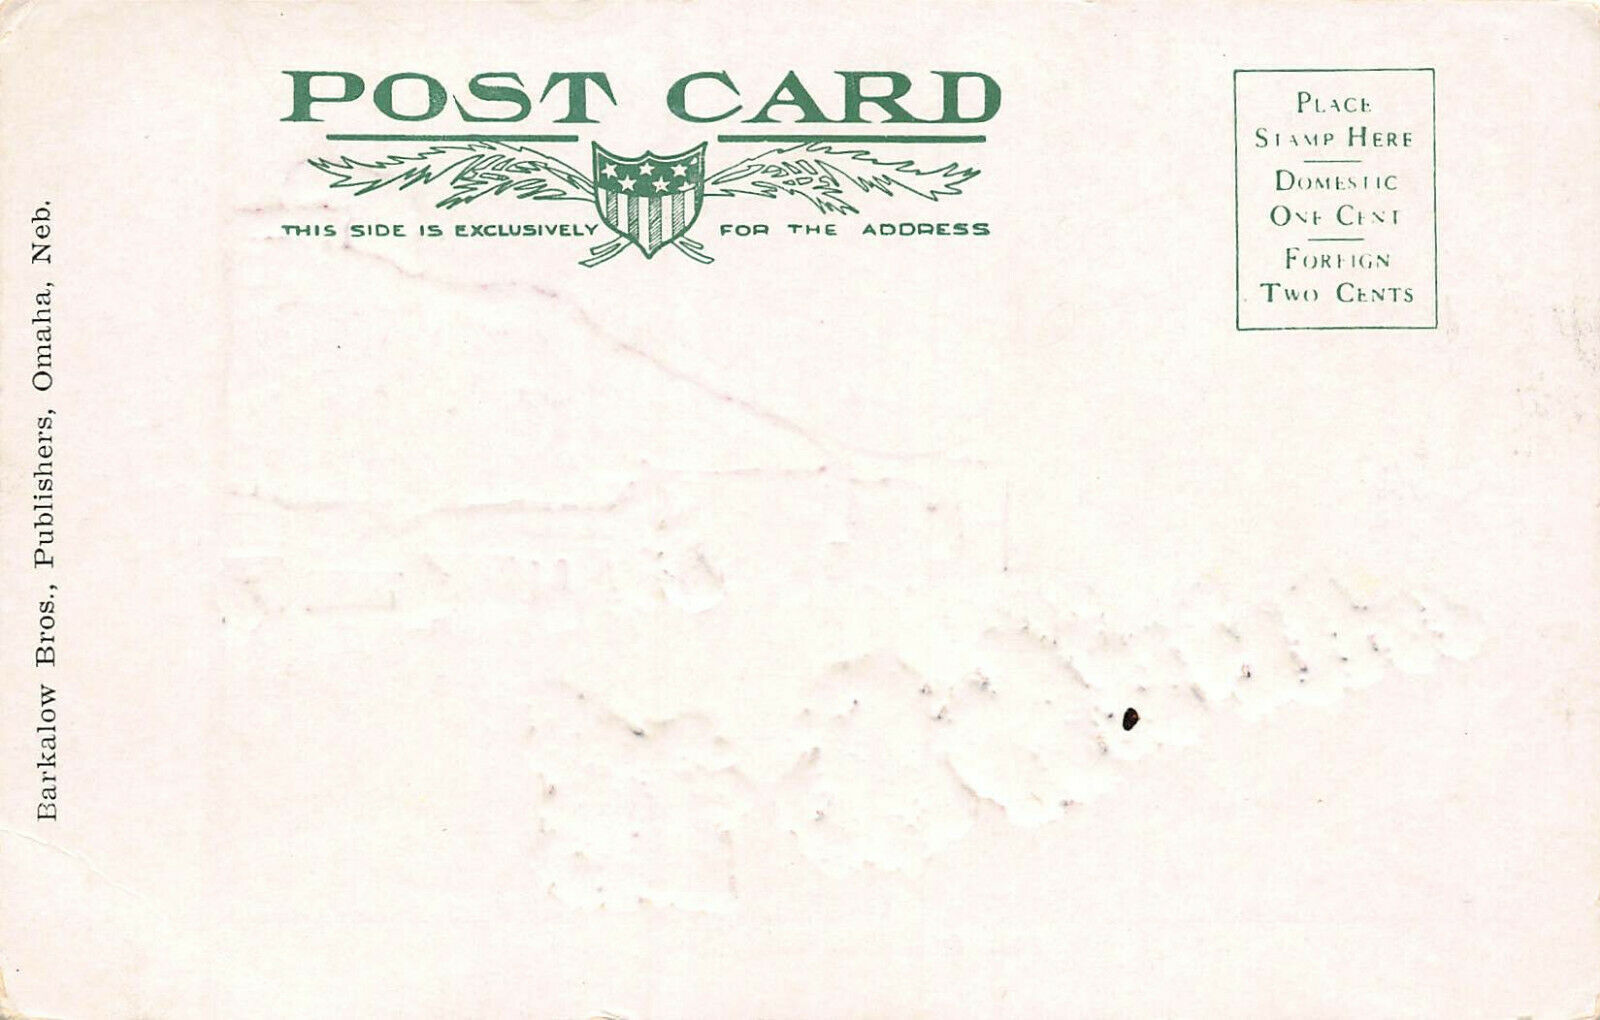 POST CARD
THIS SIDE IS EXCLUSIVELY FOR THE ADDRESS
PLACE
STAMP HERE
DOMESTIC
ONE CENT
FOREIGN
TWO CENTS
Barkalow Bros., Publishers, Omaha, Neb.